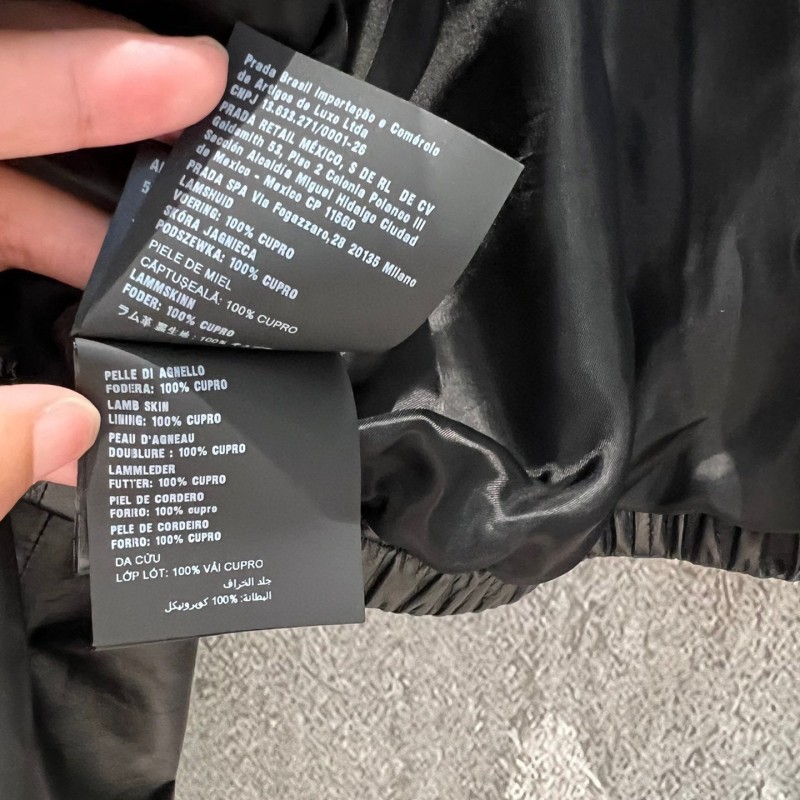 Prada Brasil Importação e Comércio
de Artigos de Luxo Ltda
CNPJ 13.633.271/0001-26
PRADA RETAIL MÉXICO, S DE RL DE CV
Goldsmith 53, Piso 2 Colonia Polanco III
Sección Alcaldía Miguel Hidalgo Ciudad
de Mexico - Mexico CP 11560
PRADA SPA Via Fogazzaro,28 20135 Milano
LAMSHUID
VOERING: 100% CUPRO
SKÓRA JAGNIECA
PODSZEWKA: 100% CUPRO
PIELE DE MIEL
CĂPTUȘEALĂ: 100% CUPRO
LAMMSKINN
FODER: 100% CUPRO
ラム革
PELLE DI AGNELLO
FODERA: 100% CUPRO
LAMB SKIN
LINING: 100% CUPRO
PEAU D'AGNEAU
DOUBLURE : 100% CUPRO
LAMMLEDER
FUTTER: 100% CUPRO
PIEL DE CORDERO
FORRO: 100% cupro
PELE DE CORDEIRO
FORRO: 100% CUPRO
DA CỪU
LỚP LÓT: 100% VẢI CUPRO
جلد الخراف
البطانة: 100% كوبرونيكل